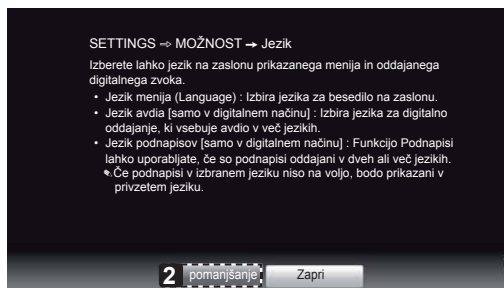 SETTINGS ⇨ MOŽNOST → Jezik
Izberete lahko jezik na zaslonu prikazanega menija in oddajanega
digitalnega zvoka.
• Jezik menija (Language) : Izbira jezika za besedilo na zaslonu.
• Jezik avdia [samo v digitalnem načinu] : Izbira jezika za digitalno
oddajanje, ki vsebuje avdio v več jezikih.
• Jezik podnapisov [samo v digitalnem načinu] : Funkcijo Podnapisi
lahko uporabljate, če so podnapisi oddajani v dveh ali več jezikih.
✎Če podnapisi v izbranem jeziku niso na voljo, bodo prikazani v
privzetem jeziku.
2 pomanjšanje Zapri